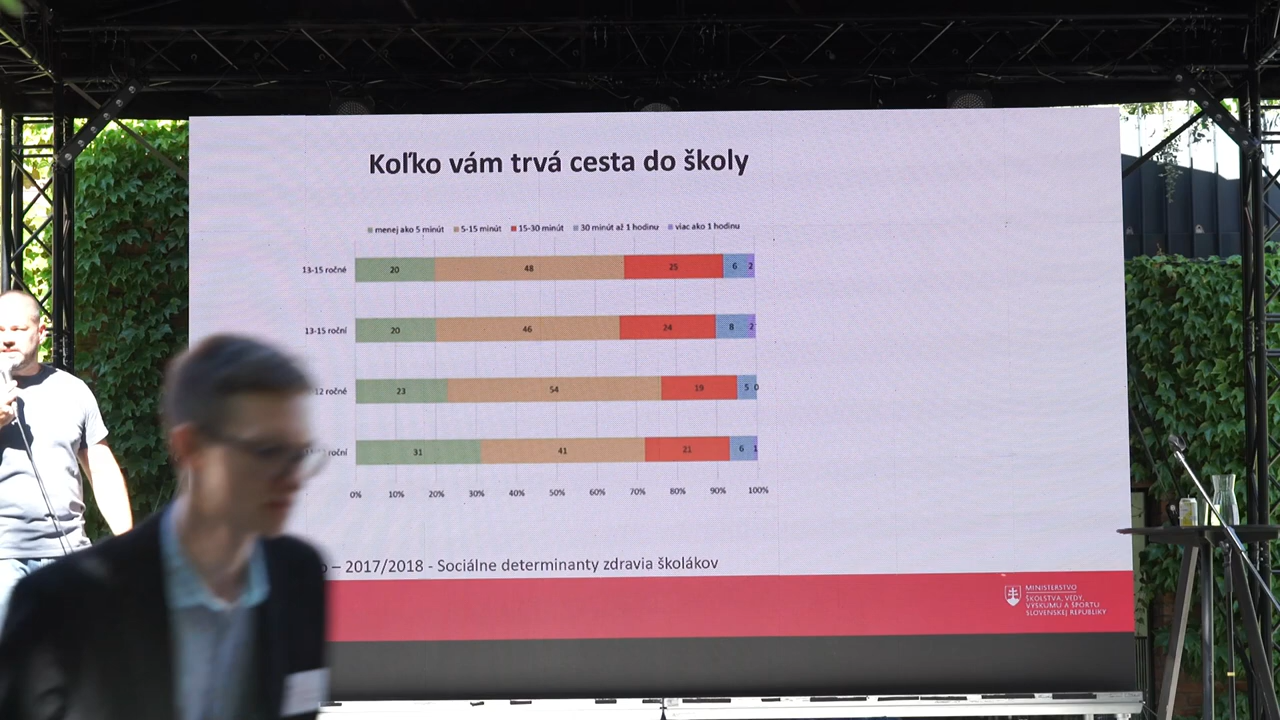 Koľko vám trvá cesta do školy
menej ako 5 minút 5-15 minút 15-30 minút 30 minút až 1 hodinu viac ako 1 hodinu
13-15 ročné 20 48 25 6 2
13-15 roční 20 46 24 8 2
12 ročné 23 54 19 5 0
roční 31 41 21 6 1
0% 10% 20% 30% 40% 50% 60% 70% 80% 90% 100%
– 2017/2018 - Sociálne determinanty zdravia školákov
MINISTERSTVO
ŠKOLSTVA, VEDY,
VÝSKUMU A ŠPORTU
SLOVENSKEJ REPUBLIKY